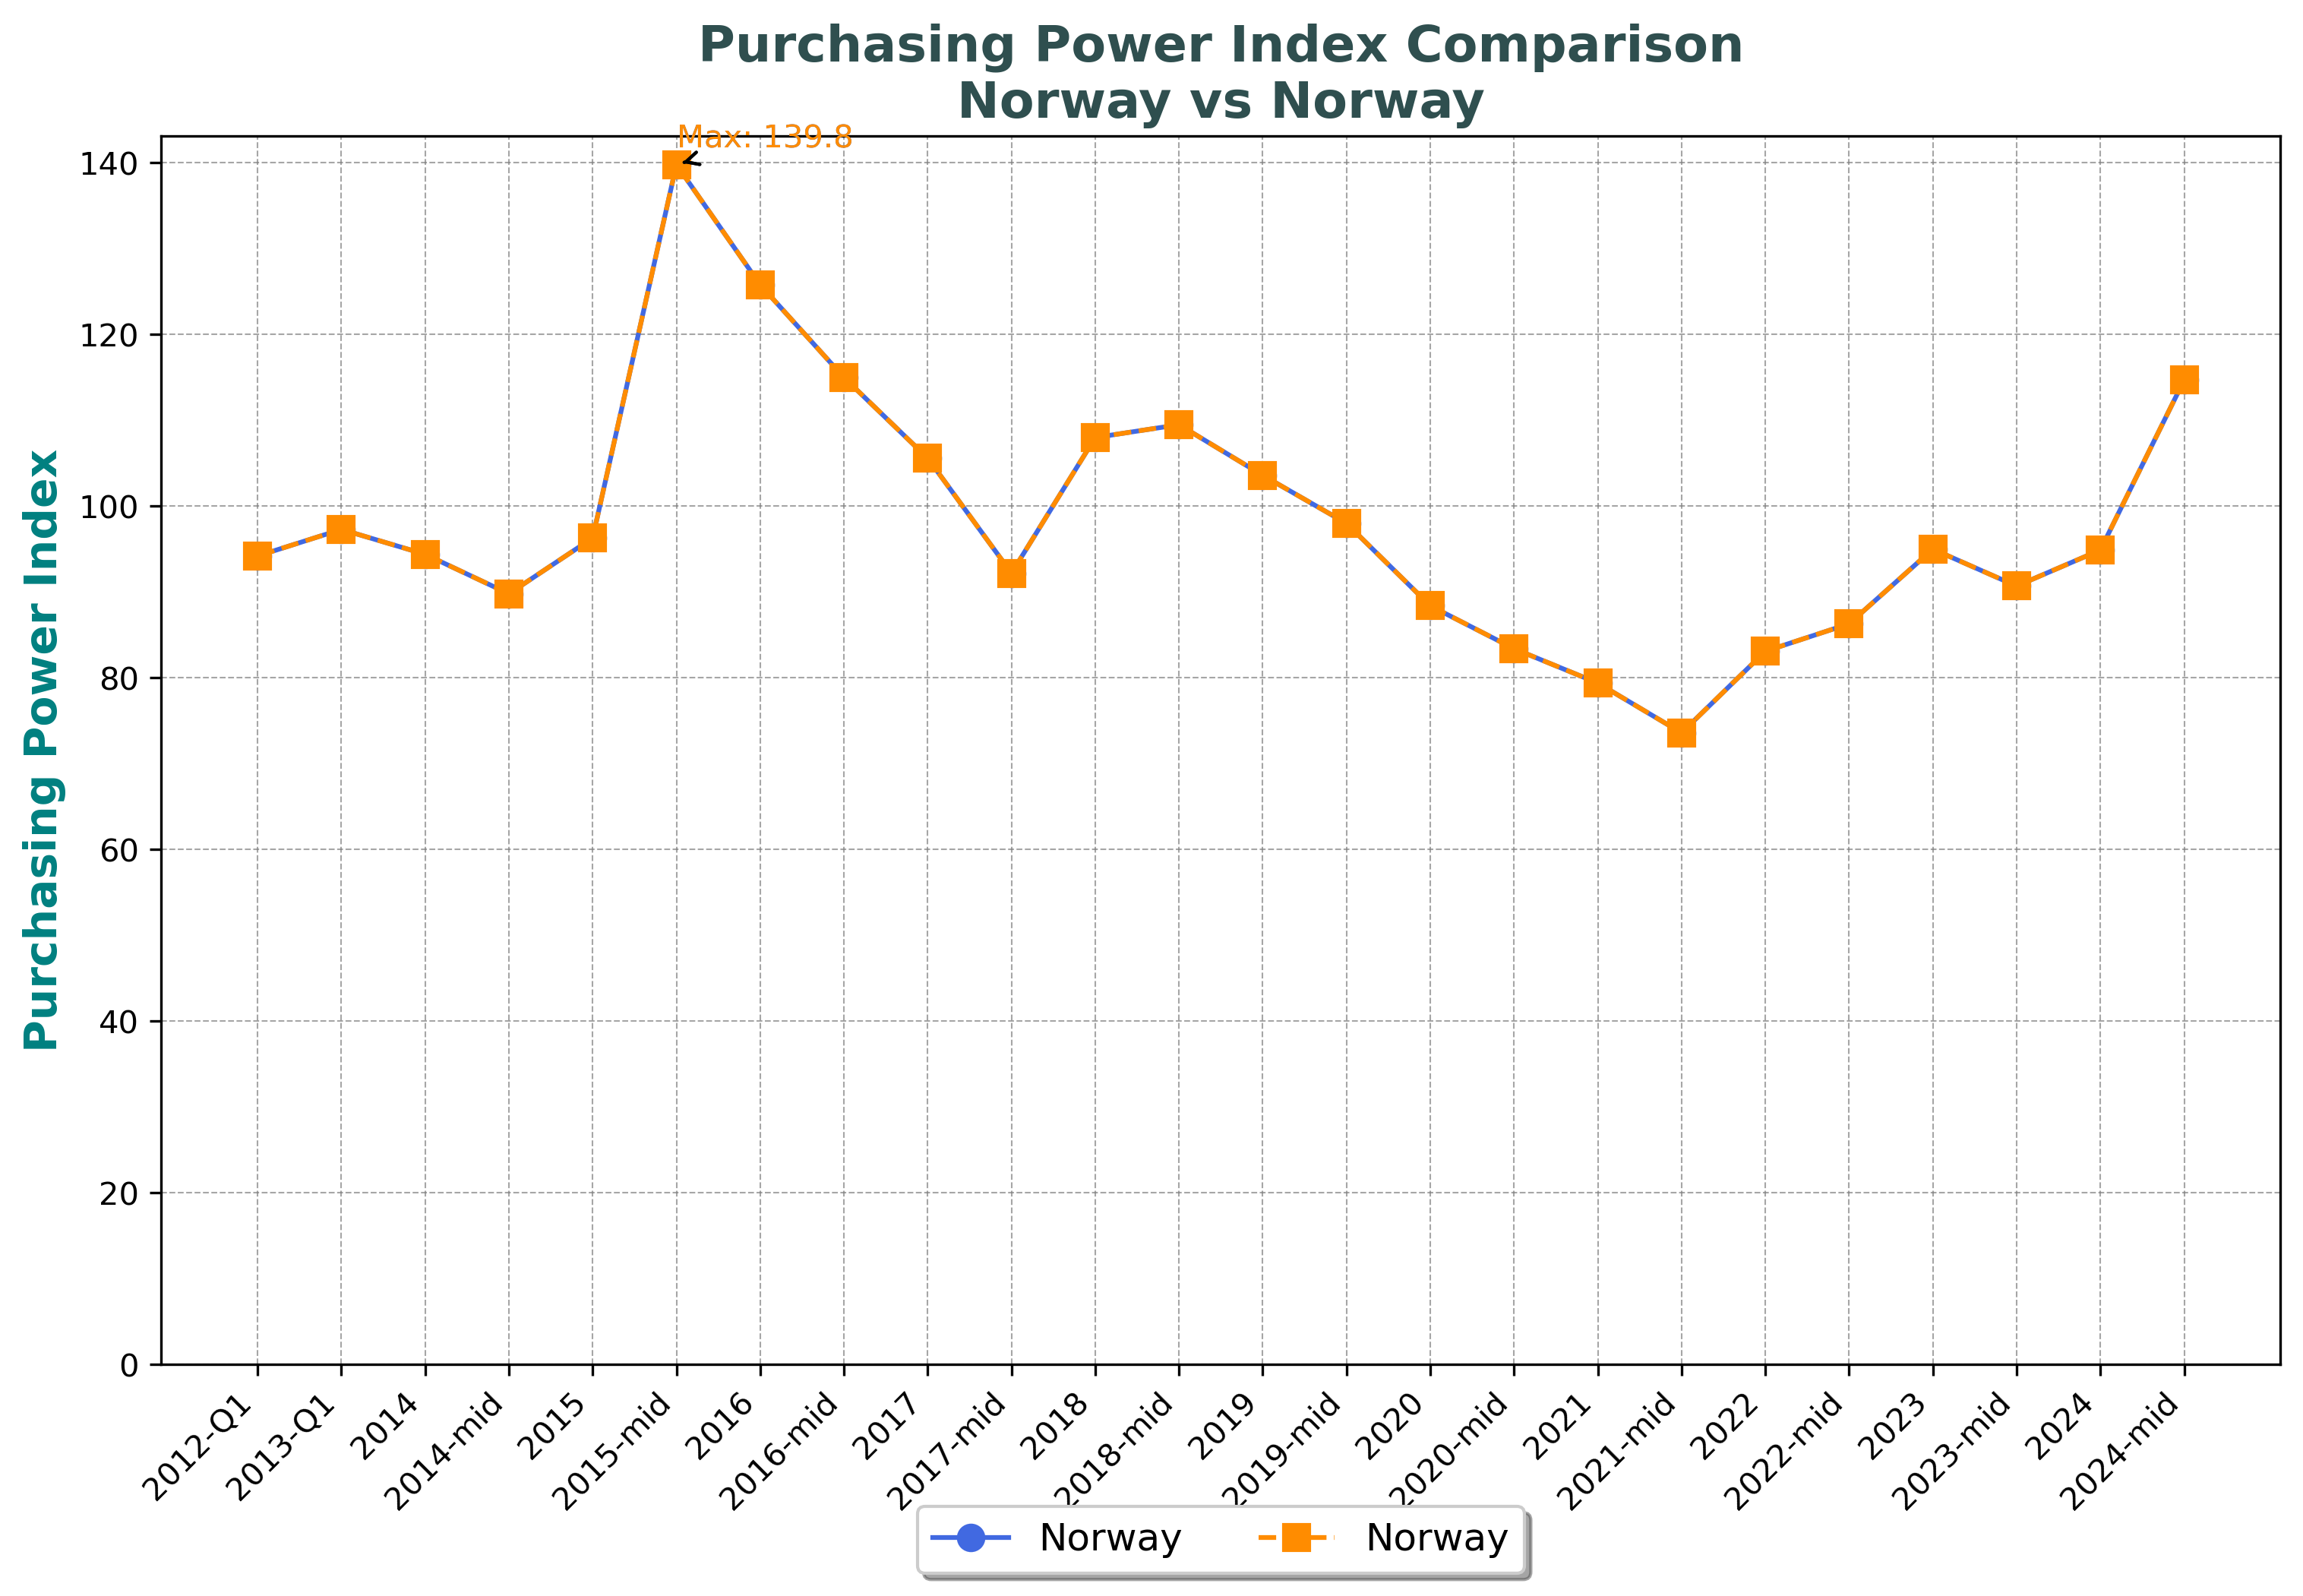 Purchasing Power Index Comparison
Norway vs Norway
Max: 139.8
Purchasing Power Index
140
120
100
80
60
40
20
0
2012-Q1
2013-Q1
2014
2014-mid
2015
2015-mid
2016
2016-mid
2017
2017-mid
2018
2018-mid
2019
2019-mid
2020
2020-mid
2021
2021-mid
2022
2022-mid
2023
2023-mid
2024
2024-mid
Norway
Norway